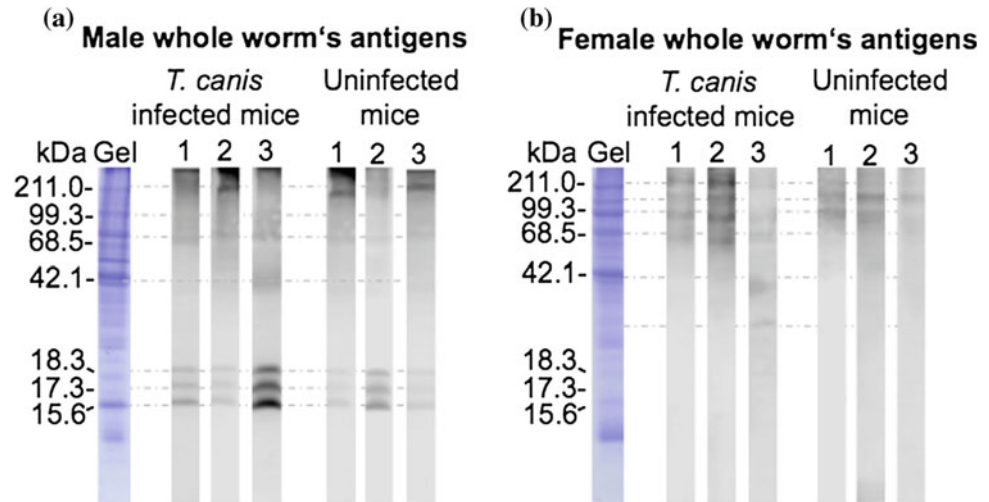 (a) Male whole worm‘s antigens
T. canis infected mice
Uninfected mice
kDa Gel 1 2 3 1 2 3
211.0-
99.3-
68.5-
42.1-
18.3
17.3-
15.6
(b) Female whole worm‘s antigens
T. canis infected mice
Uninfected mice
kDa Gel 1 2 3 1 2 3
211.0-
99.3-
68.5-
42.1-
18.3
17.3-
15.6